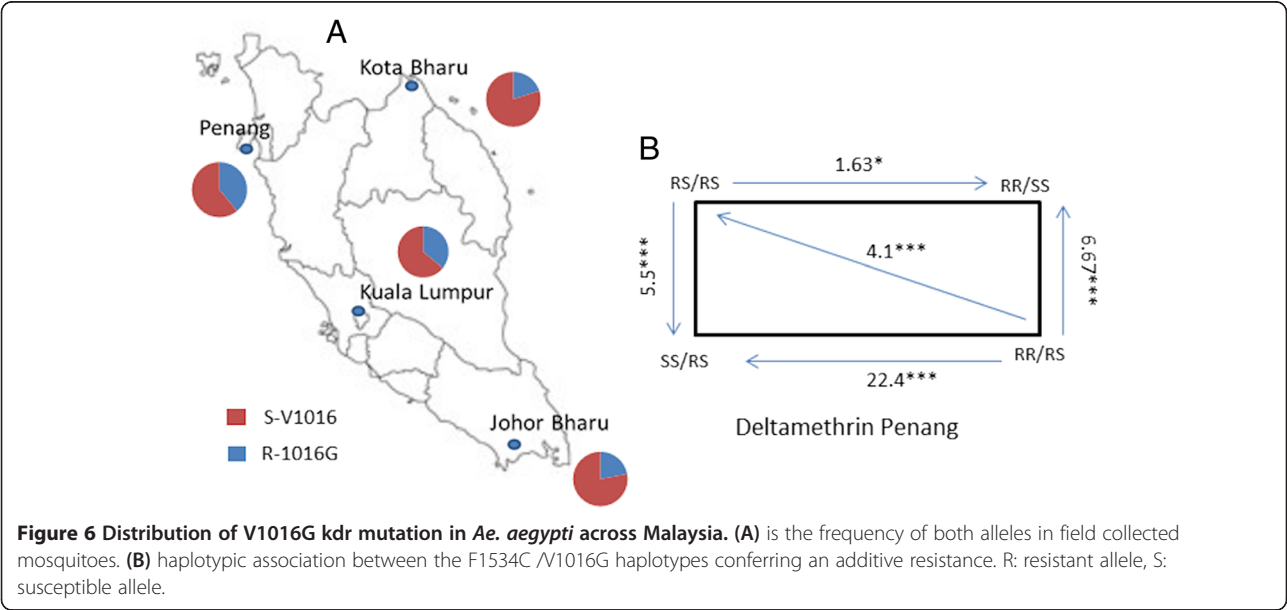 A
Kota Bharu
Penang
Kuala Lumpur
Johor Bharu
S-V1016
R-1016G
B
1.63*
RS/RS
RR/SS
5.5***
4.1***
6.67***
SS/RS
RR/RS
22.4***
Deltamethrin Penang
Figure 6 Distribution of V1016G kdr mutation in Ae. aegypti across Malaysia. (A) is the frequency of both alleles in field collected
mosquitoes. (B) haplotypic association between the F1534C /V1016G haplotypes conferring an additive resistance. R: resistant allele, S:
susceptible allele.